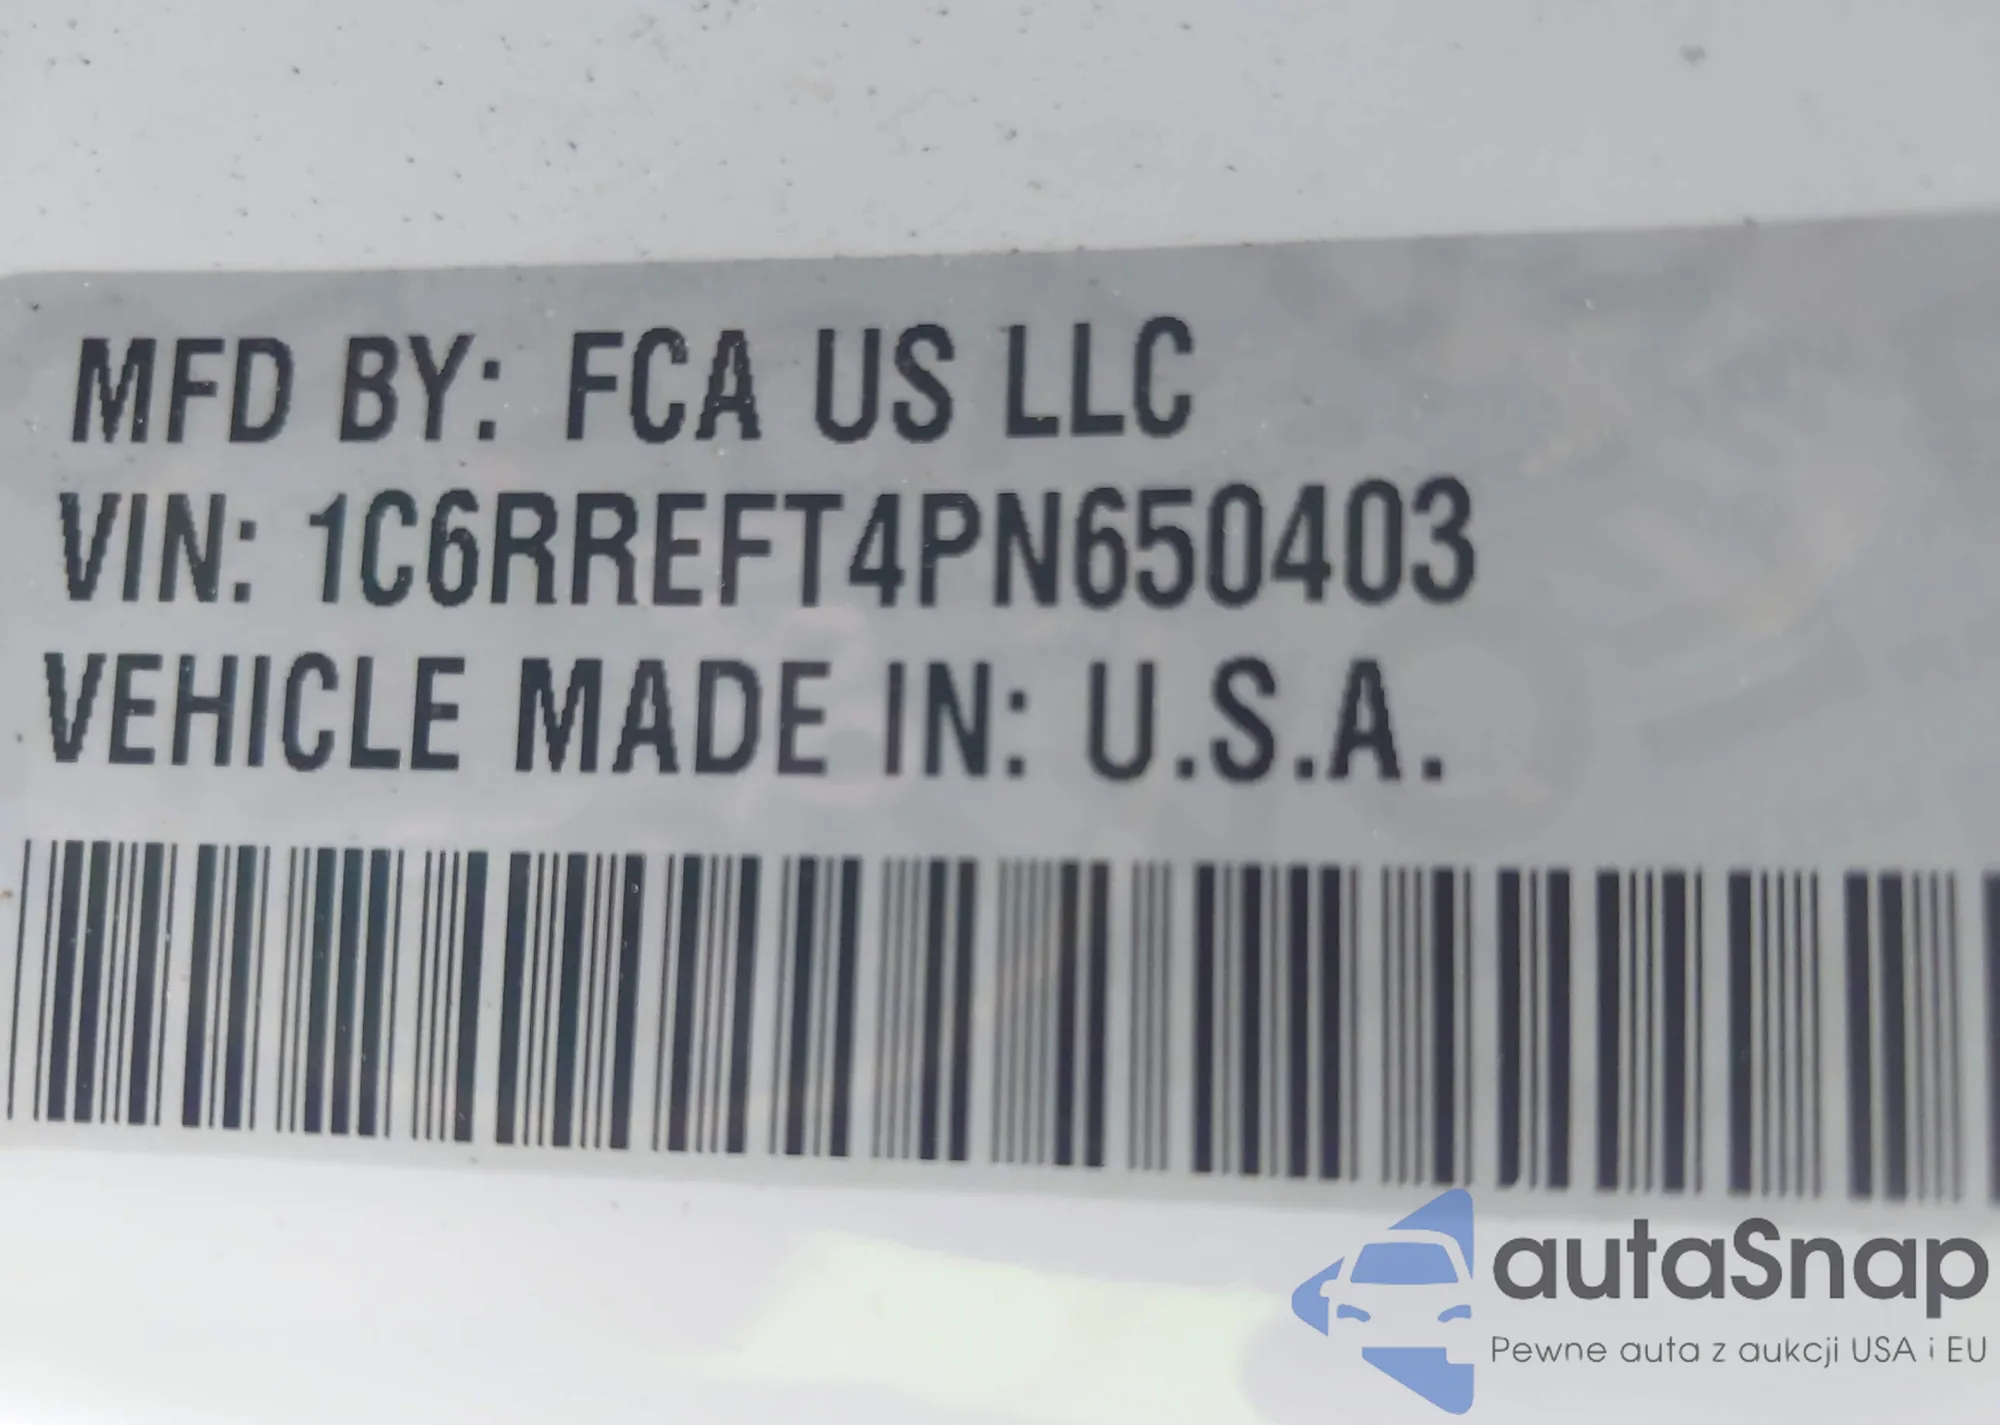 MFD BY: FCA US LLC
VIN: 1C6RREFT4PN650403
VEHICLE MADE IN: U.S.A.
autaSnap
Pewne auta z aukcji USA i EU